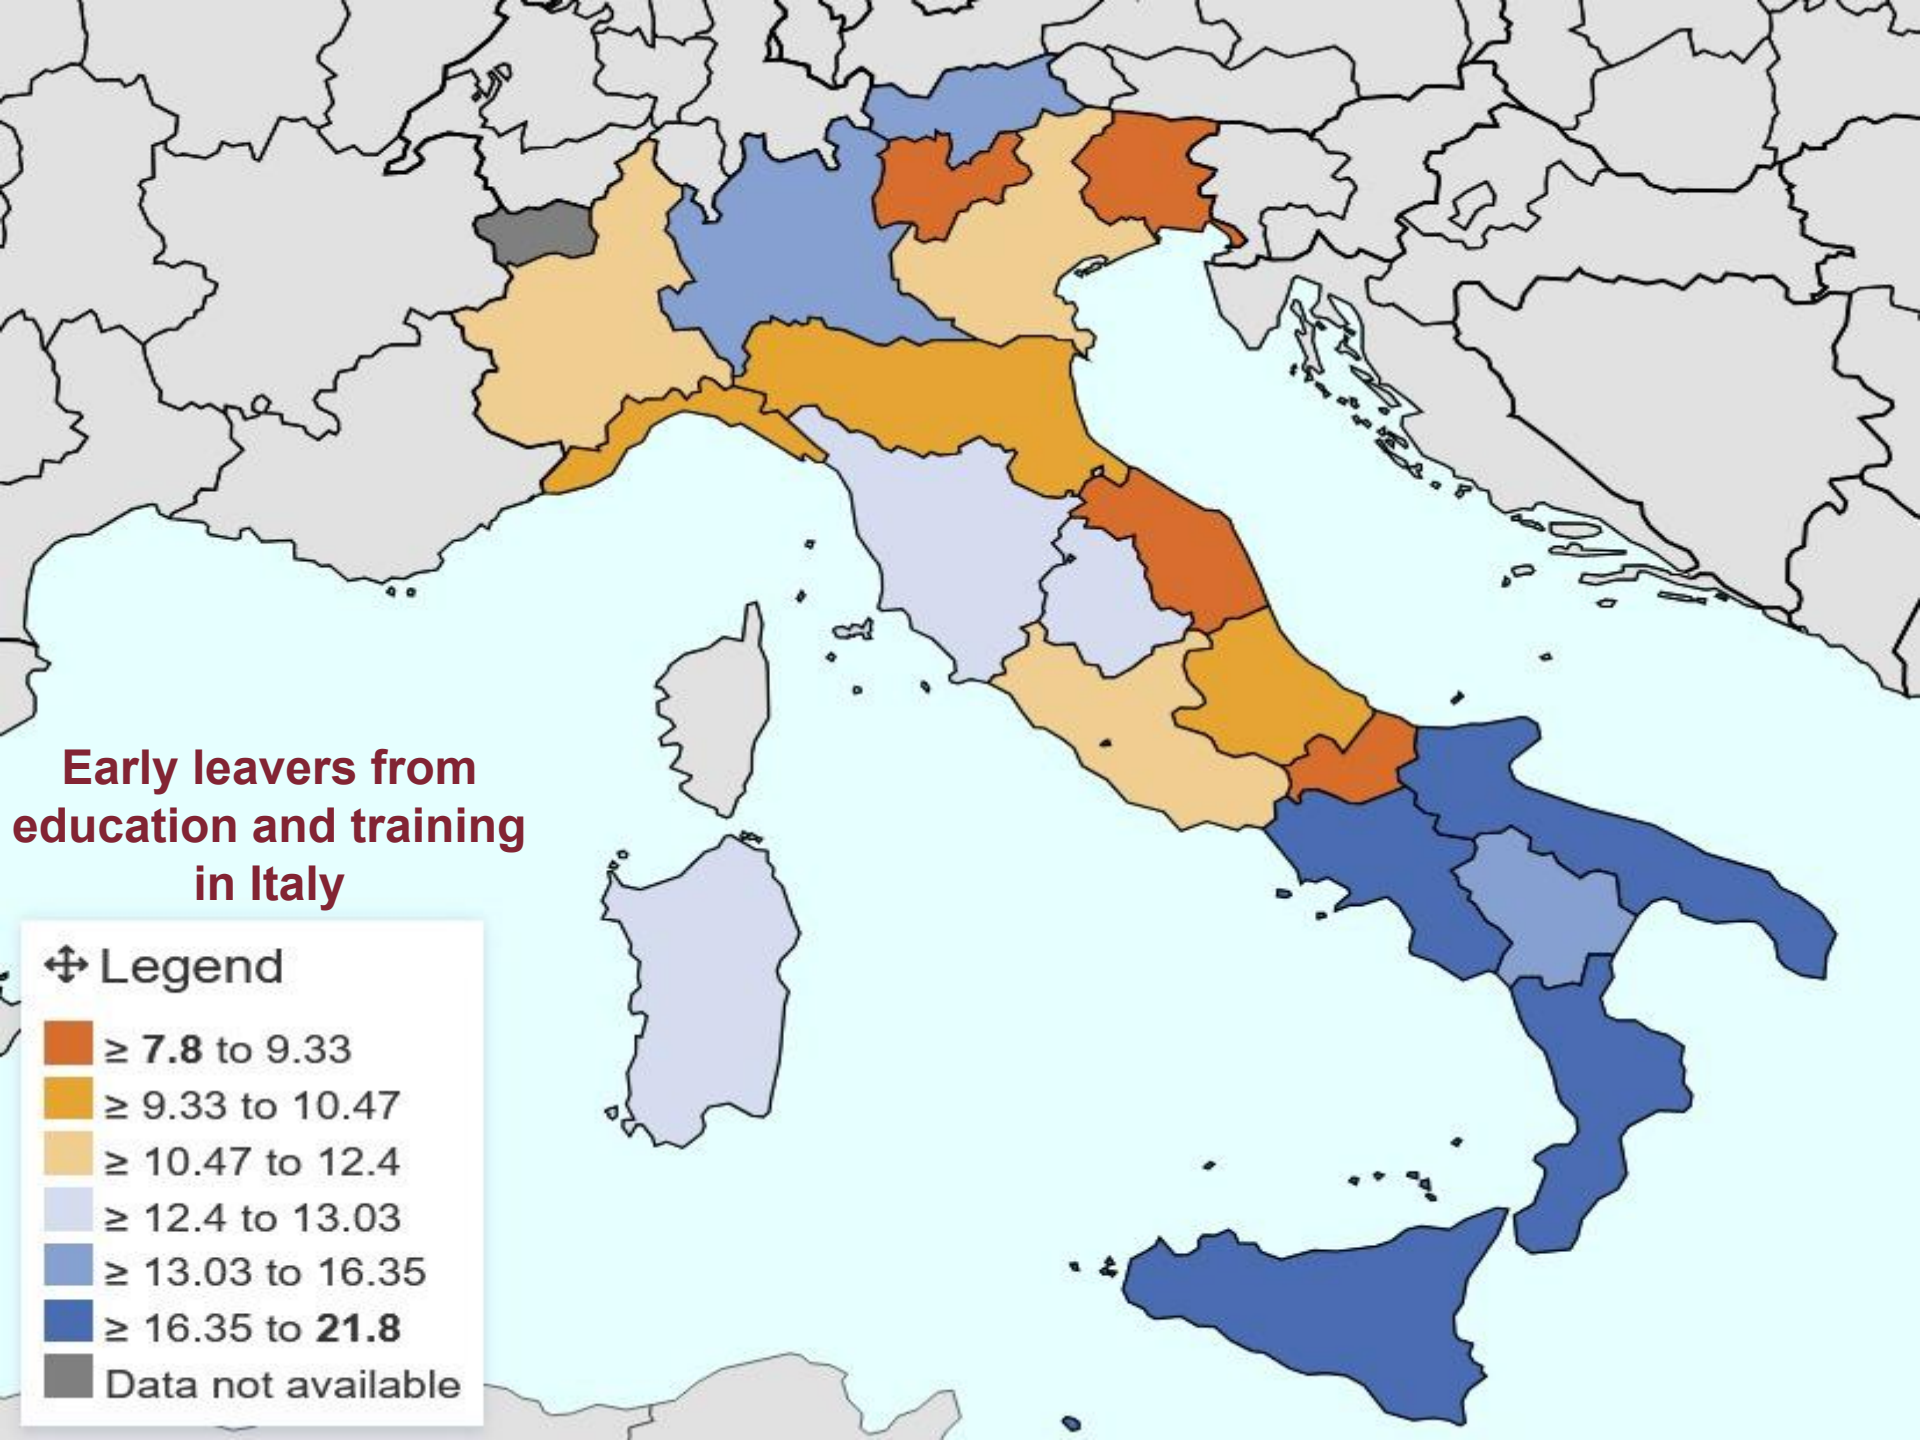 Early leavers from
education and training
in Italy
Legend
≥ 7.8 to 9.33
≥ 9.33 to 10.47
≥ 10.47 to 12.4
≥ 12.4 to 13.03
≥ 13.03 to 16.35
≥ 16.35 to 21.8
Data not available